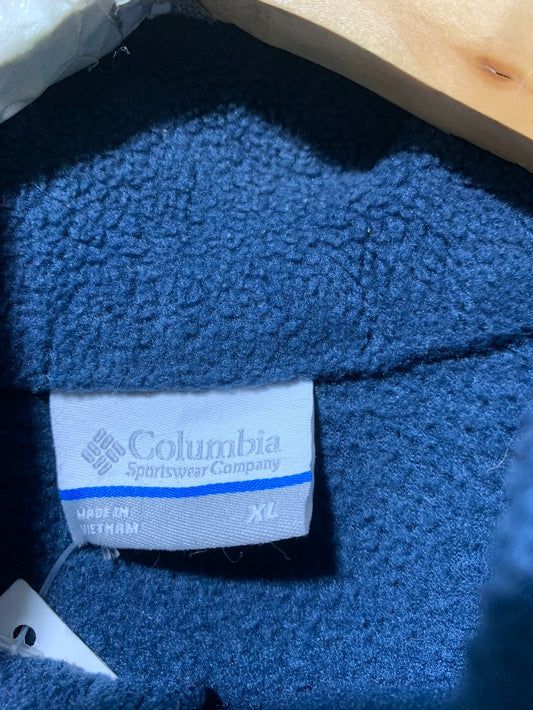 Columbia
Sportswear Company
MADE IN
VIETNAM
XL